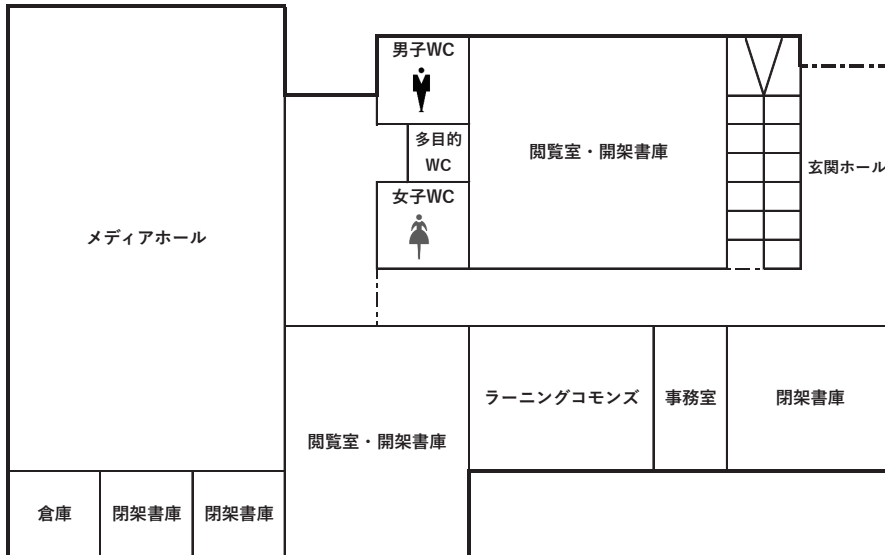 男子WC
多目的
WC
女子WC
閲覧室・開架書庫
玄関ホール
メディアホール
ラーニングコモンズ
事務室
閉架書庫
閲覧室・開架書庫
倉庫
閉架書庫
閉架書庫